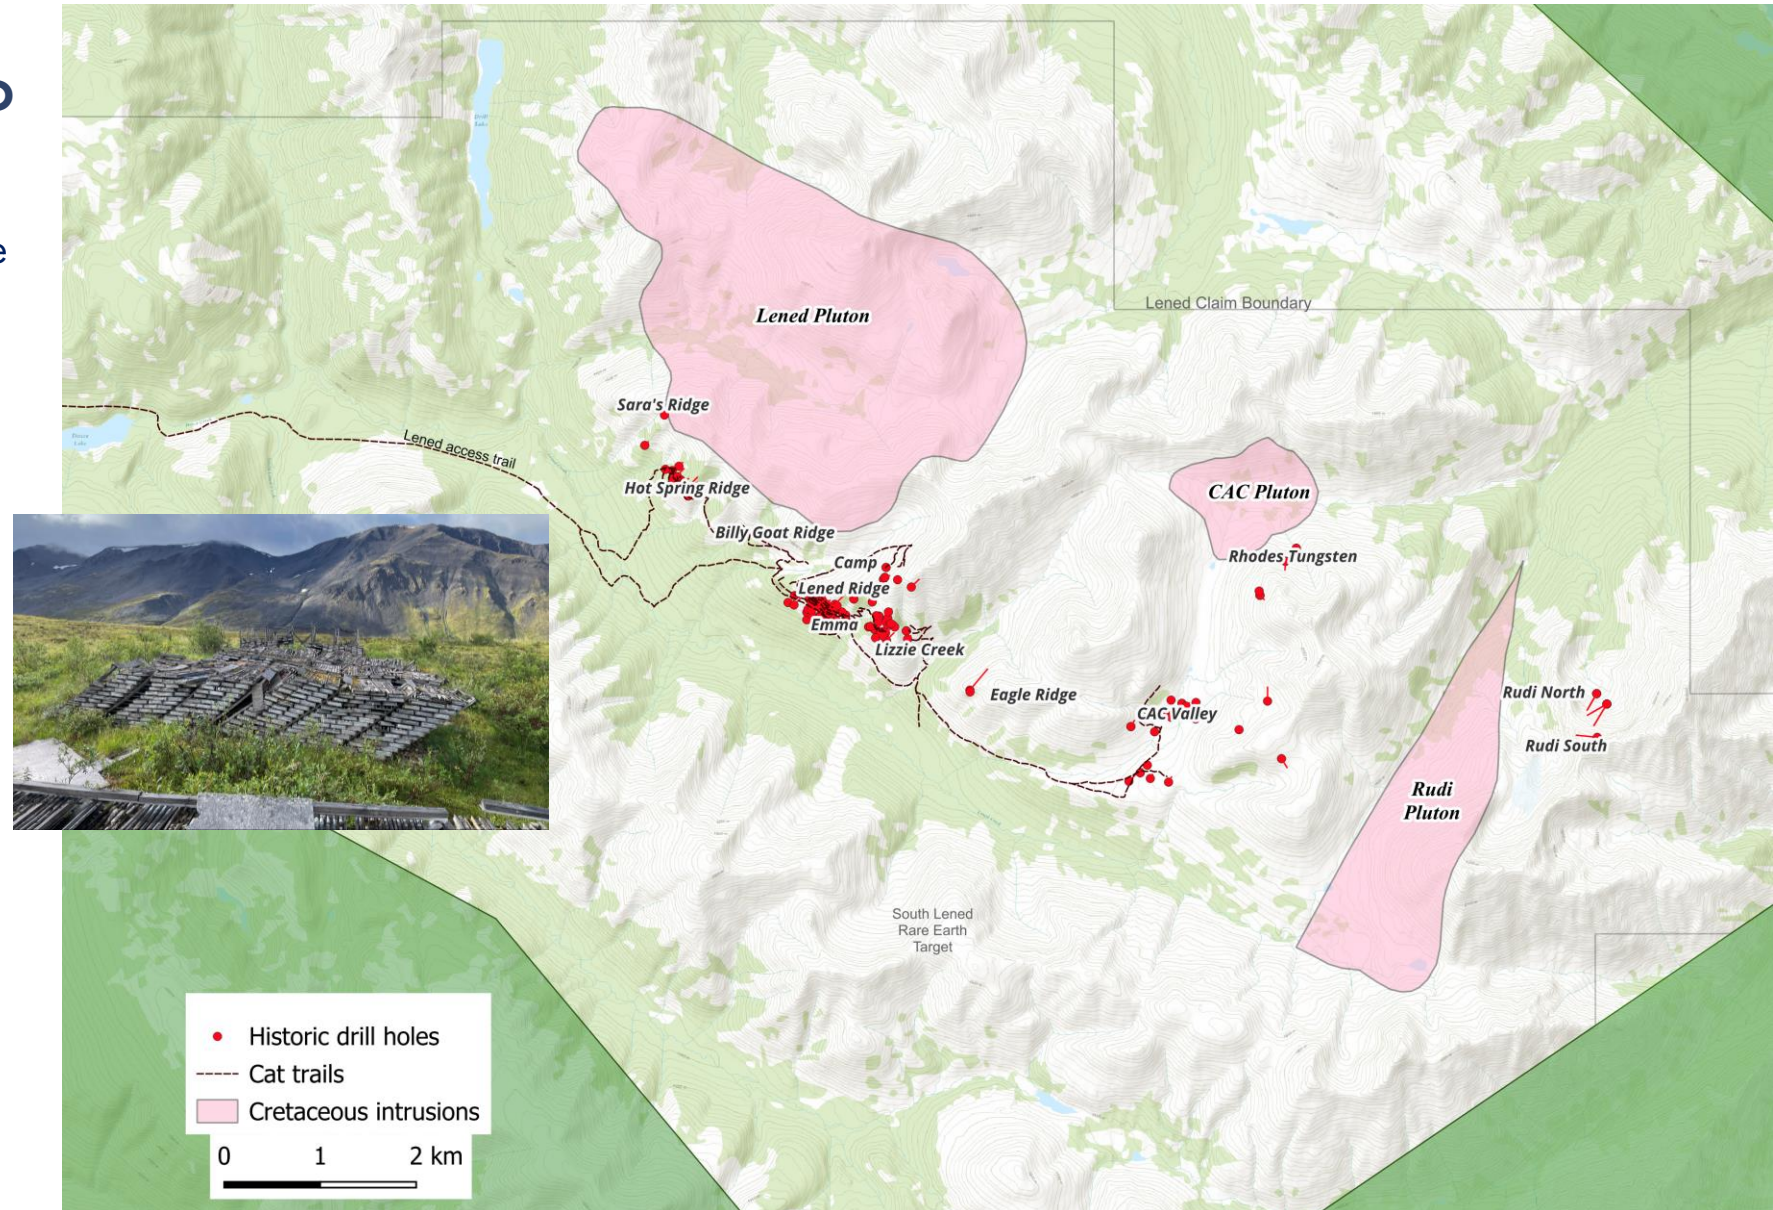 Lened Pluton
Lened Claim Boundary
Sara's Ridge
Lened access trail
Hot Spring Ridge
CAC Pluton
Billy Goat Ridge
Camp
Rhodes Tungsten
Lened Ridge
Emma
Lizzie Creek
Eagle Ridge
CAC Valley
Rudi North
Rudi South
Rudi
Pluton
South Lened
Rare Earth
Target
Historic drill holes
Cat trails
Cretaceous intrusions
0 1 2 km